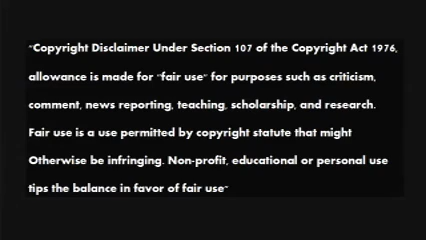 "Copyright Disclaimer Under Section 107 of the Copyright Act 1976,
allowance is made for "fair use" for purposes such as criticism,
comment, news reporting, teaching, scholarship, and research.
Fair use is a use permitted by copyright statute that might
Otherwise be infringing. Non-profit, educational or personal use
tips the balance in favor of fair use"